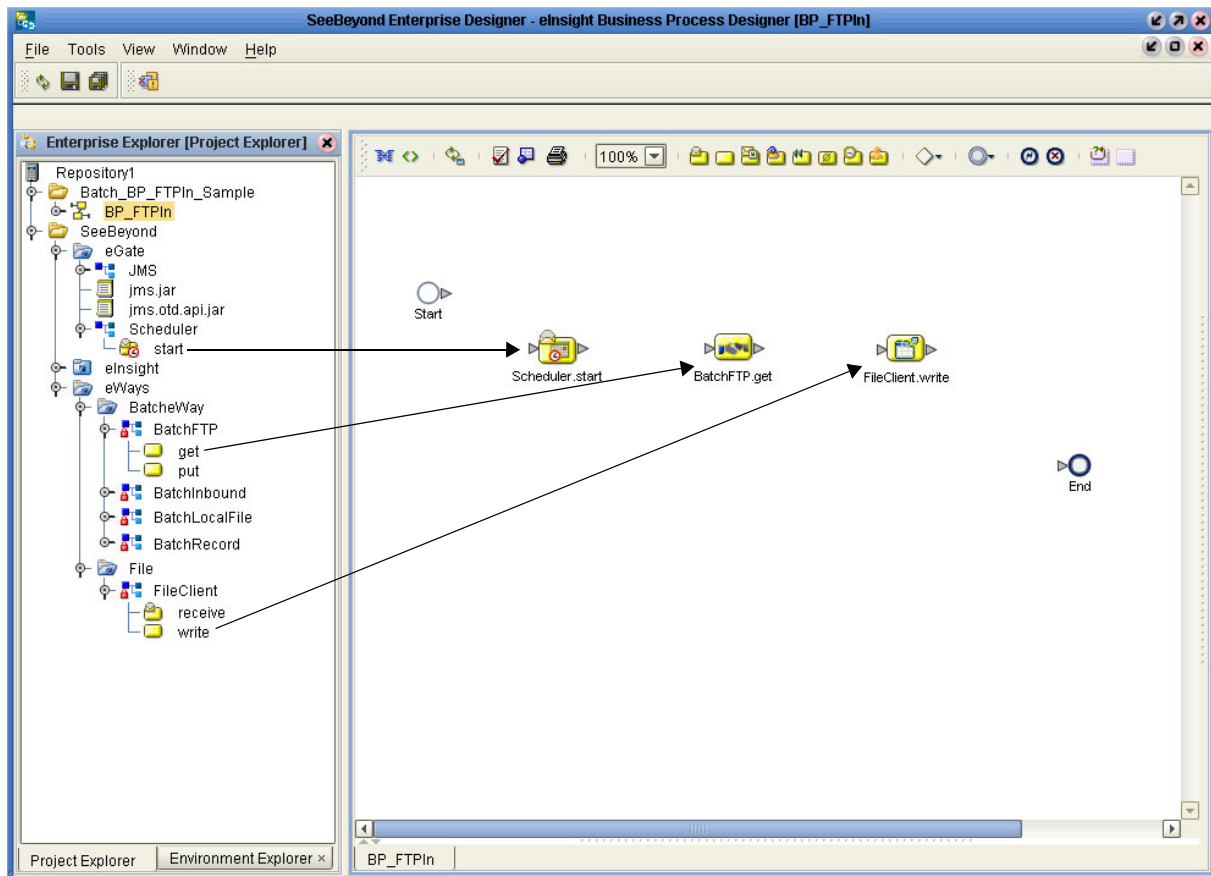 SeeBeyond Enterprise Designer - eInsight Business Process Designer [BP_FTPIn]
File Tools View Window Help
Enterprise Explorer [Project Explorer]
100%
Repository1
Batch_BP_FTPIn_Sample
BP_FTPIn
SeeBeyond
eGate
JMS
jms.jar
jms.otd.api.jar
Scheduler
start
eInsight
eWays
BatcheWay
BatchFTP
get
put
BatchInbound
BatchLocalFile
BatchRecord
File
FileClient
receive
write
Start
Scheduler.start
BatchFTP.get
FileClient.write
End
Project Explorer
Environment Explorer ×
BP_FTPIn